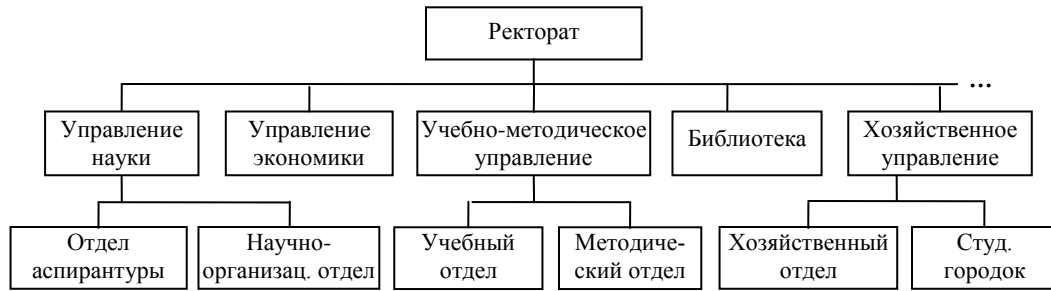 Ректорат
...
Управление
науки
Управление
экономики
Учебно-методическое
управление
Библиотека
Хозяйственное
управление
Отдел
аспирантуры
Научно-
организац. отдел
Учебный
отдел
Методиче-
ский отдел
Хозяйственный
отдел
Студ.
городок